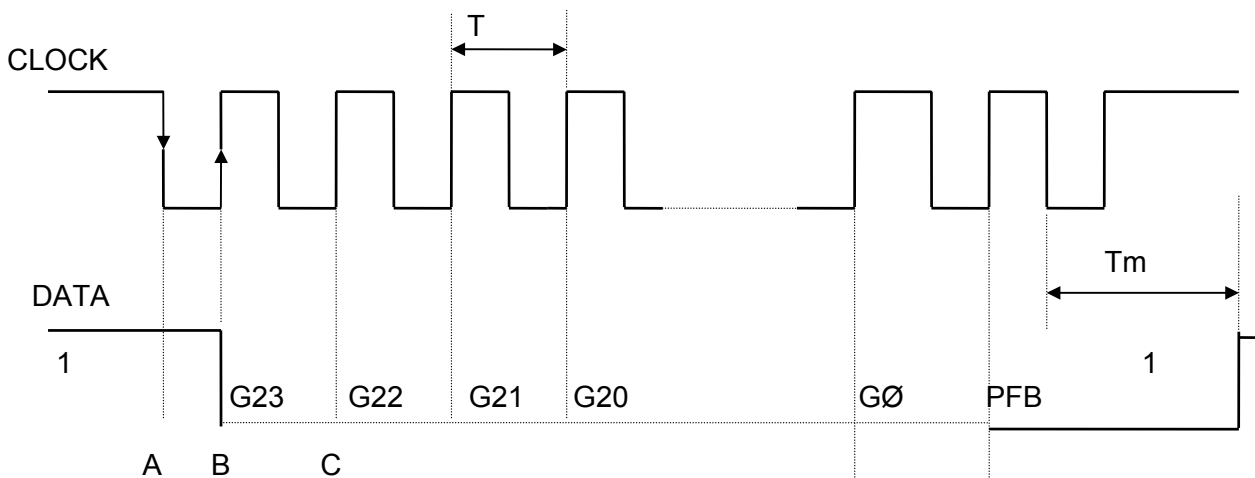 T
CLOCK
Tm
DATA
1
1
G23 G22 G21 G20 GØ PFB
A B C